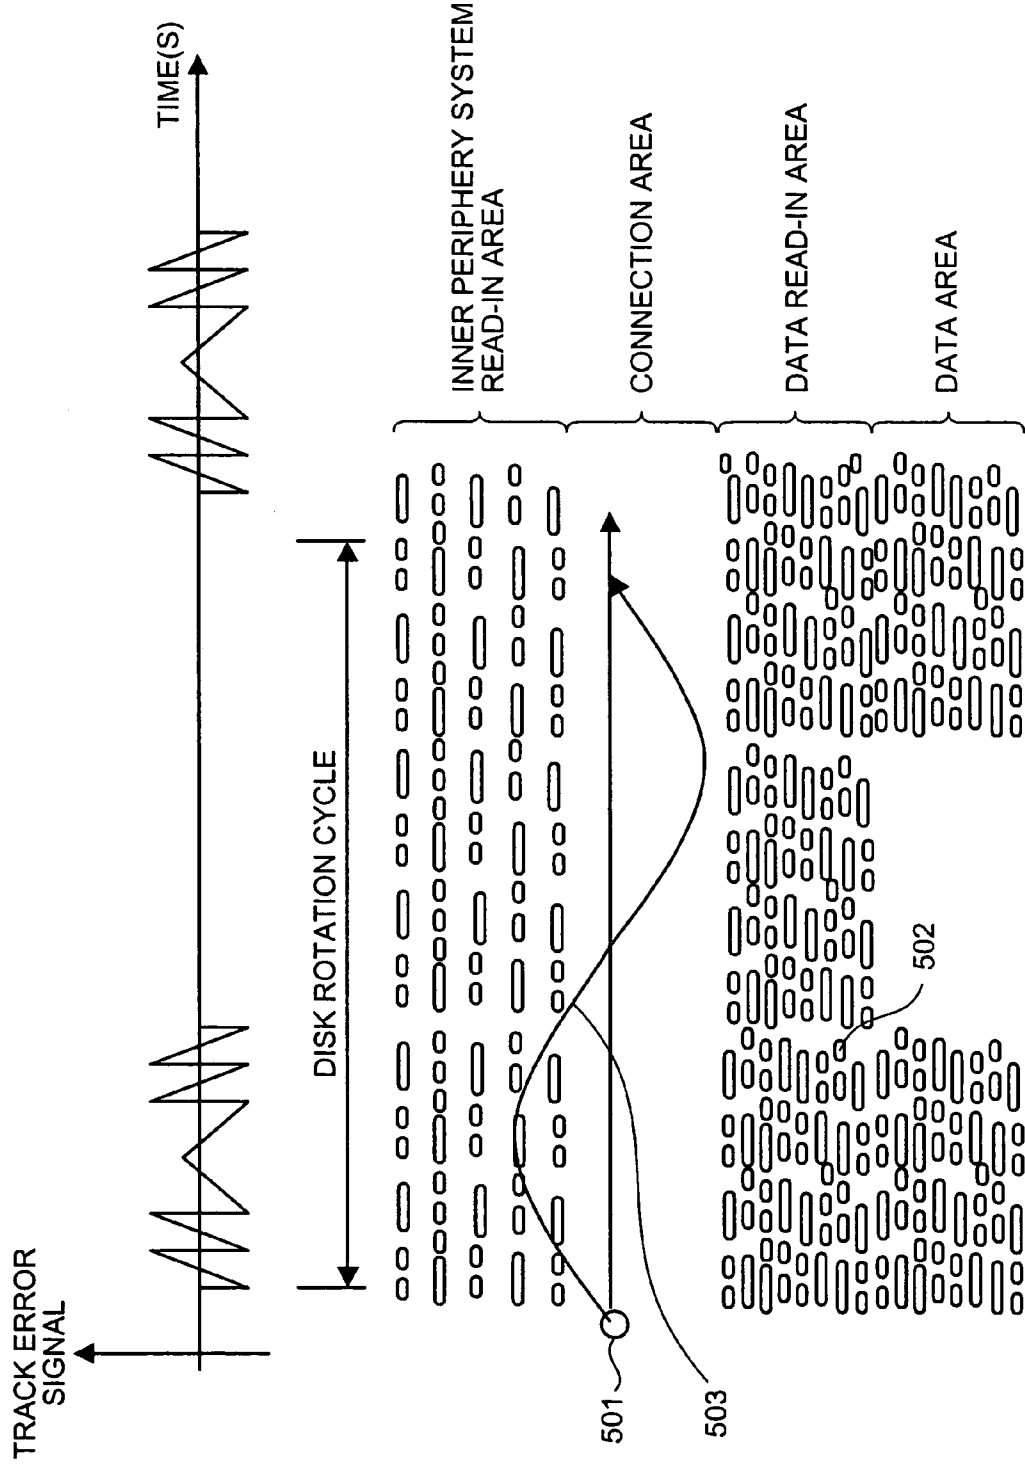 TRACK ERROR
SIGNAL
TIME(S)
DISK ROTATION CYCLE
INNER PERIPHERY SYSTEM
READ-IN AREA
CONNECTION AREA
DATA READ-IN AREA
DATA AREA
501
503
502